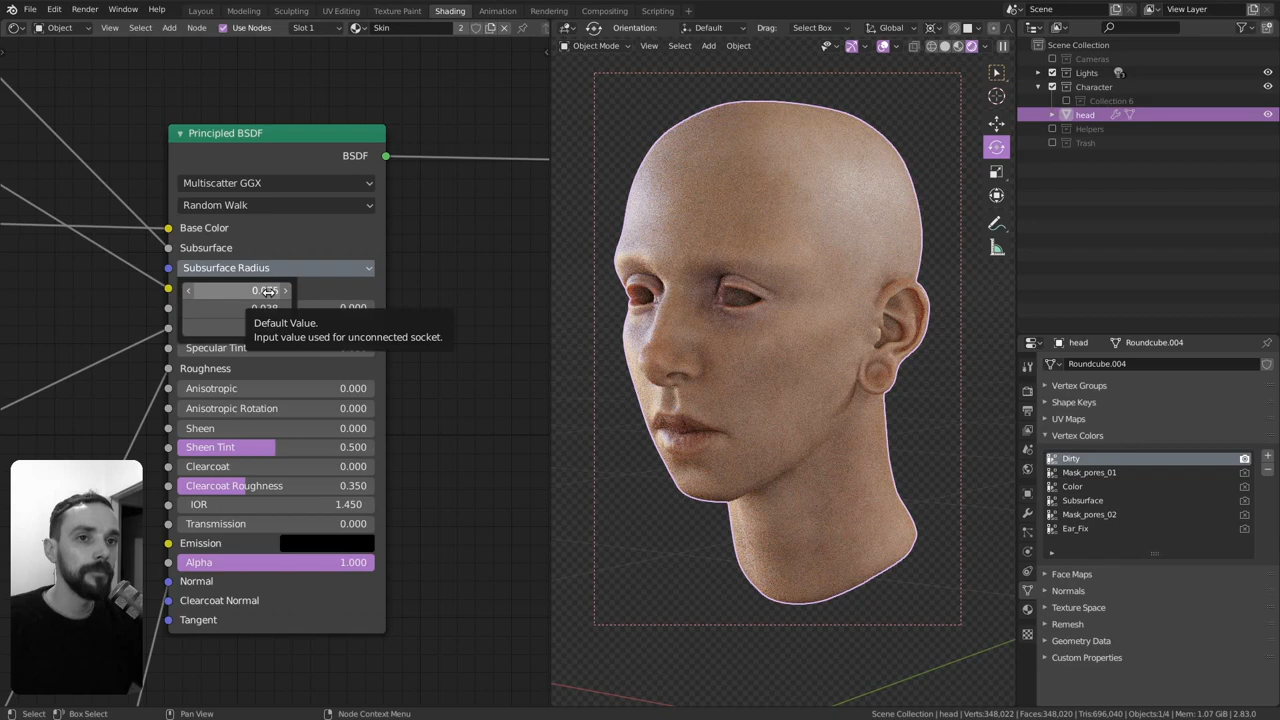 File Edit Render Window Help
Layout Modeling Sculpting UV Editing Texture Paint Shading Animation Rendering Compositing Scripting
Scene
View Layer
Object View Select Add Node Use Nodes Slot 1 Skin 2
Orientation: Default Drag: Select Box Global
Object Mode View Select Add Object
Principled BSDF
BSDF
Multiscatter GGX
Random Walk
Base Color
Subsurface
Subsurface Radius
0.000
Default Value.
Input value used for unconnected socket.
Specular Tint
Roughness
Anisotropic 0.000
Anisotropic Rotation 0.000
Sheen 0.000
Sheen Tint 0.500
Clearcoat 0.000
Clearcoat Roughness 0.350
IOR 1.450
Transmission 0.000
Emission
Alpha 1.000
Normal
Clearcoat Normal
Tangent
Scene Collection
Cameras
Lights
Character
Collection 6
head
Helpers
Trash
head Roundcube.004
Roundcube.004
Vertex Groups
Shape Keys
UV Maps
Vertex Colors
Dirty
Mask_pores_01
Color
Subsurface
Mask_pores_02
Ear_Fix
Face Maps
Normals
Texture Space
Remesh
Geometry Data
Custom Properties
Select Box Select Pan View Node Context Menu
Scene Collection | head | Verts:348,022 | Faces:348,020 | Tris:696,040 | Objects:1/4 | Mem: 1.07 GiB | 2.83.0